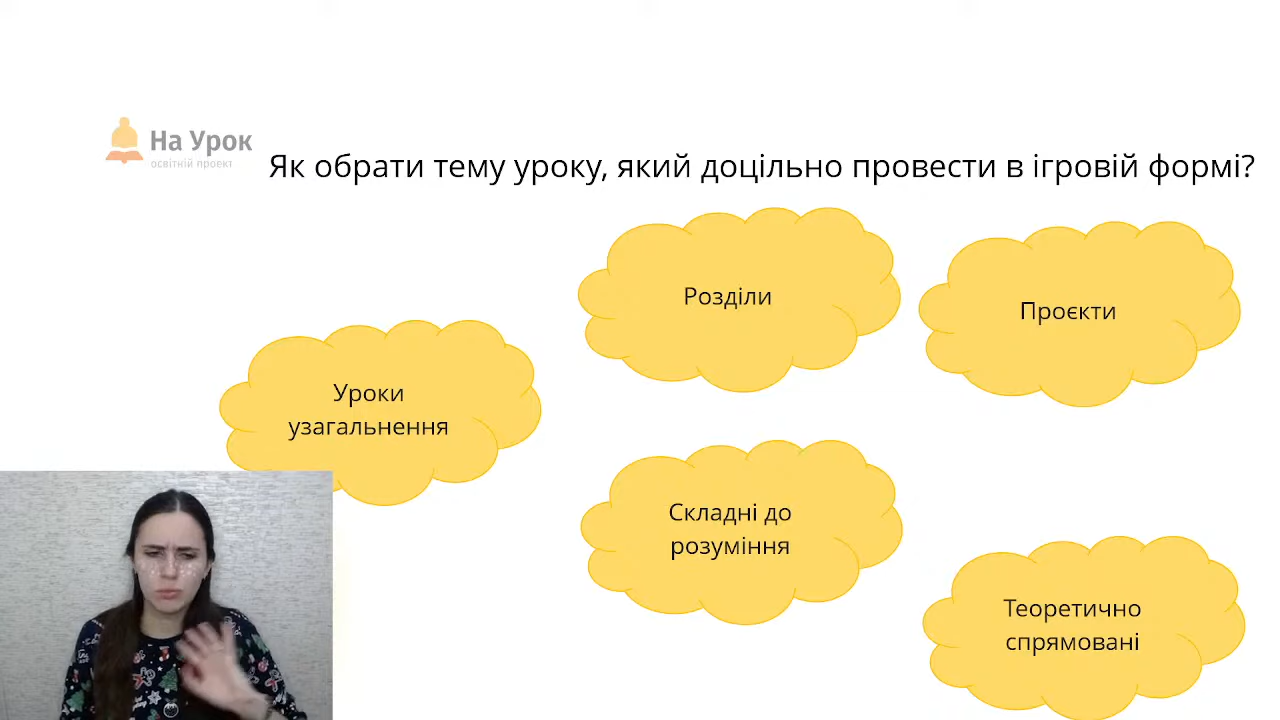 На Урок
освітній проект
Як обрати тему уроку, який доцільно провести в ігровій формі?
Розділи
Проєкти
Уроки
узагальнення
Складні до
розуміння
Теоретично
спрямовані